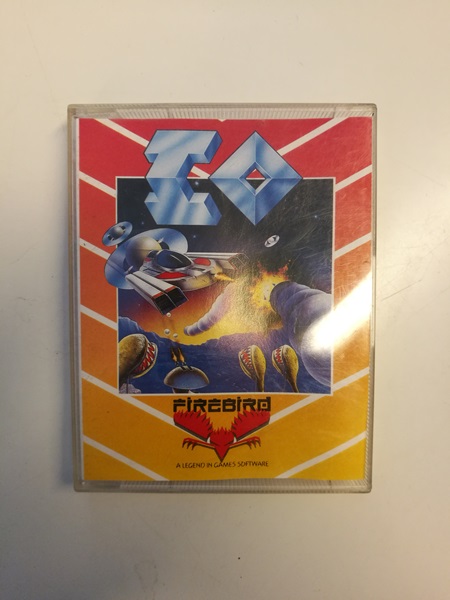 IO
FIREBIRD
A LEGEND IN GAMES SOFTWARE